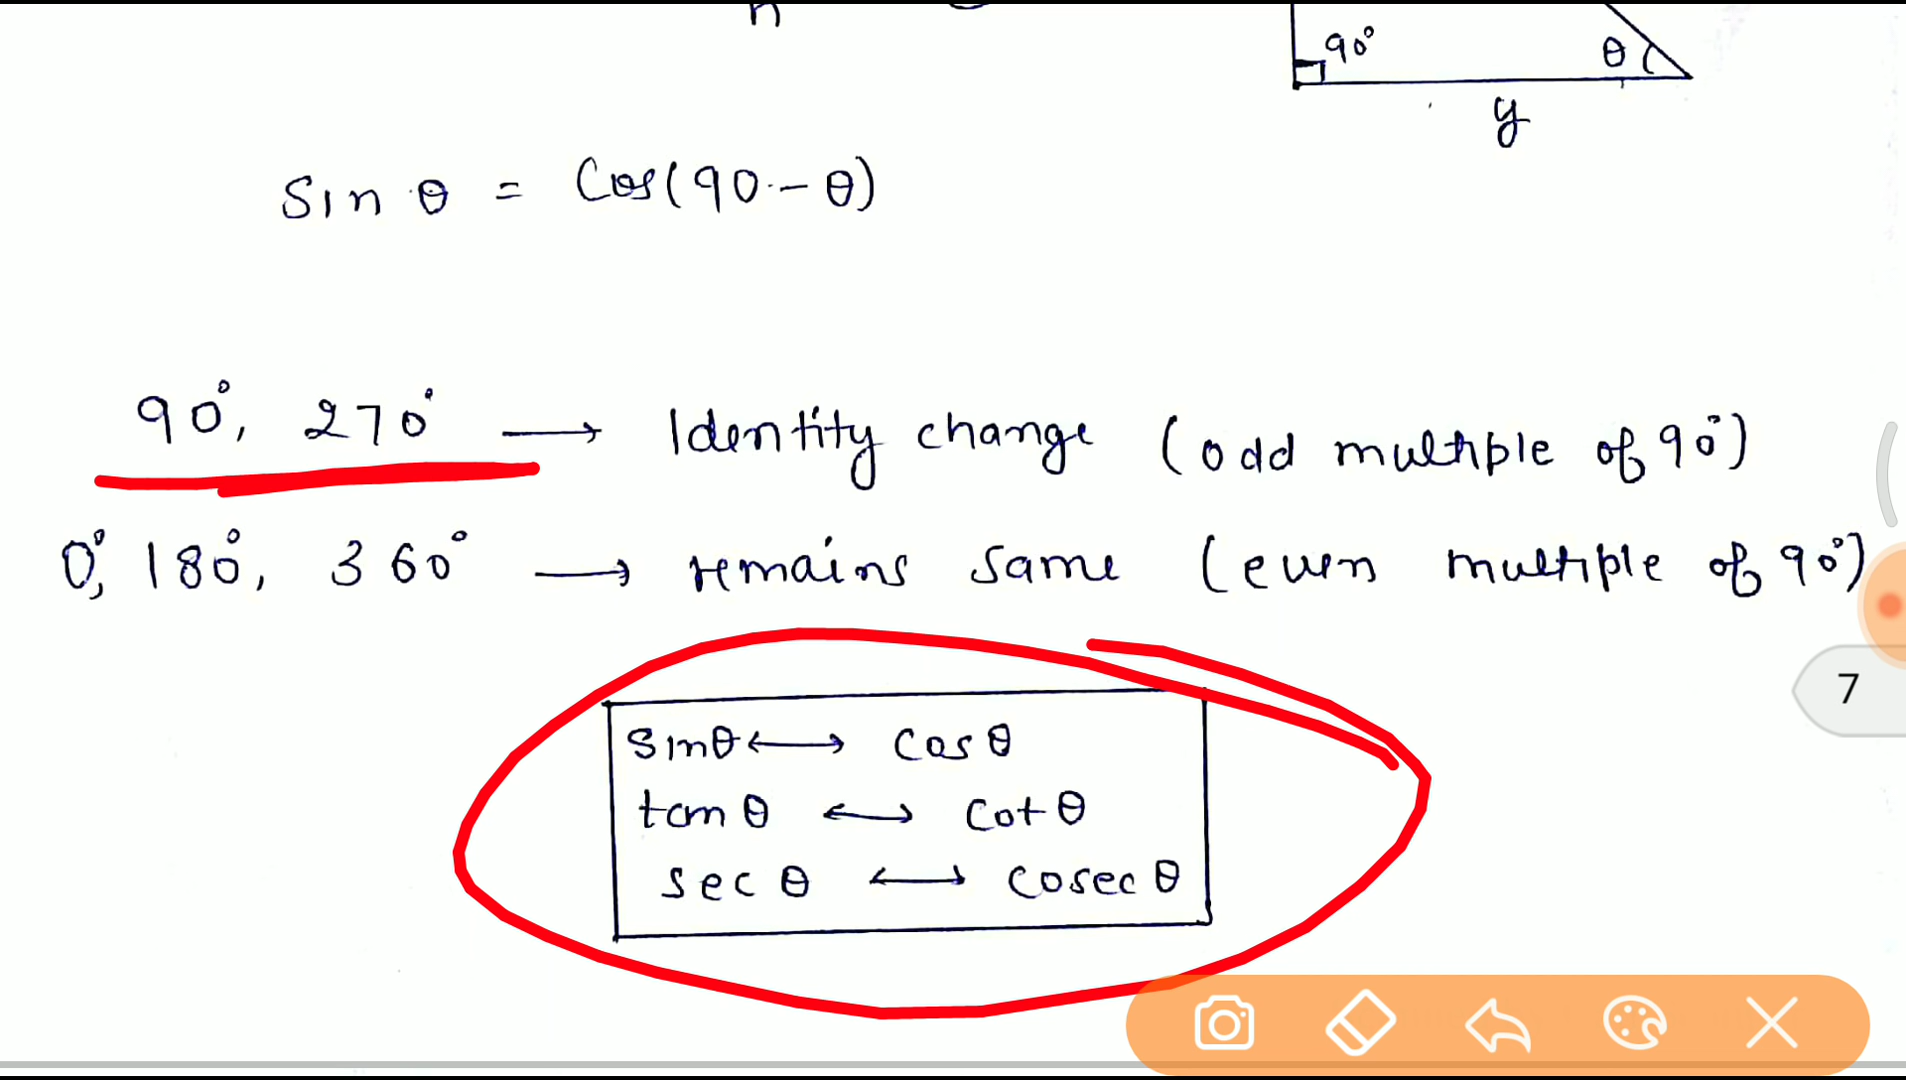 90°
θ
y
Sin θ = Cos(90 - θ)
90°, 270° → Identity change (odd multiple of 90°)
0°, 180°, 360° → remains same (even multiple of 90°)
7
Sinθ ↔ Cos θ
tan θ ↔ Cot θ
sec θ ↔ Cosec θ